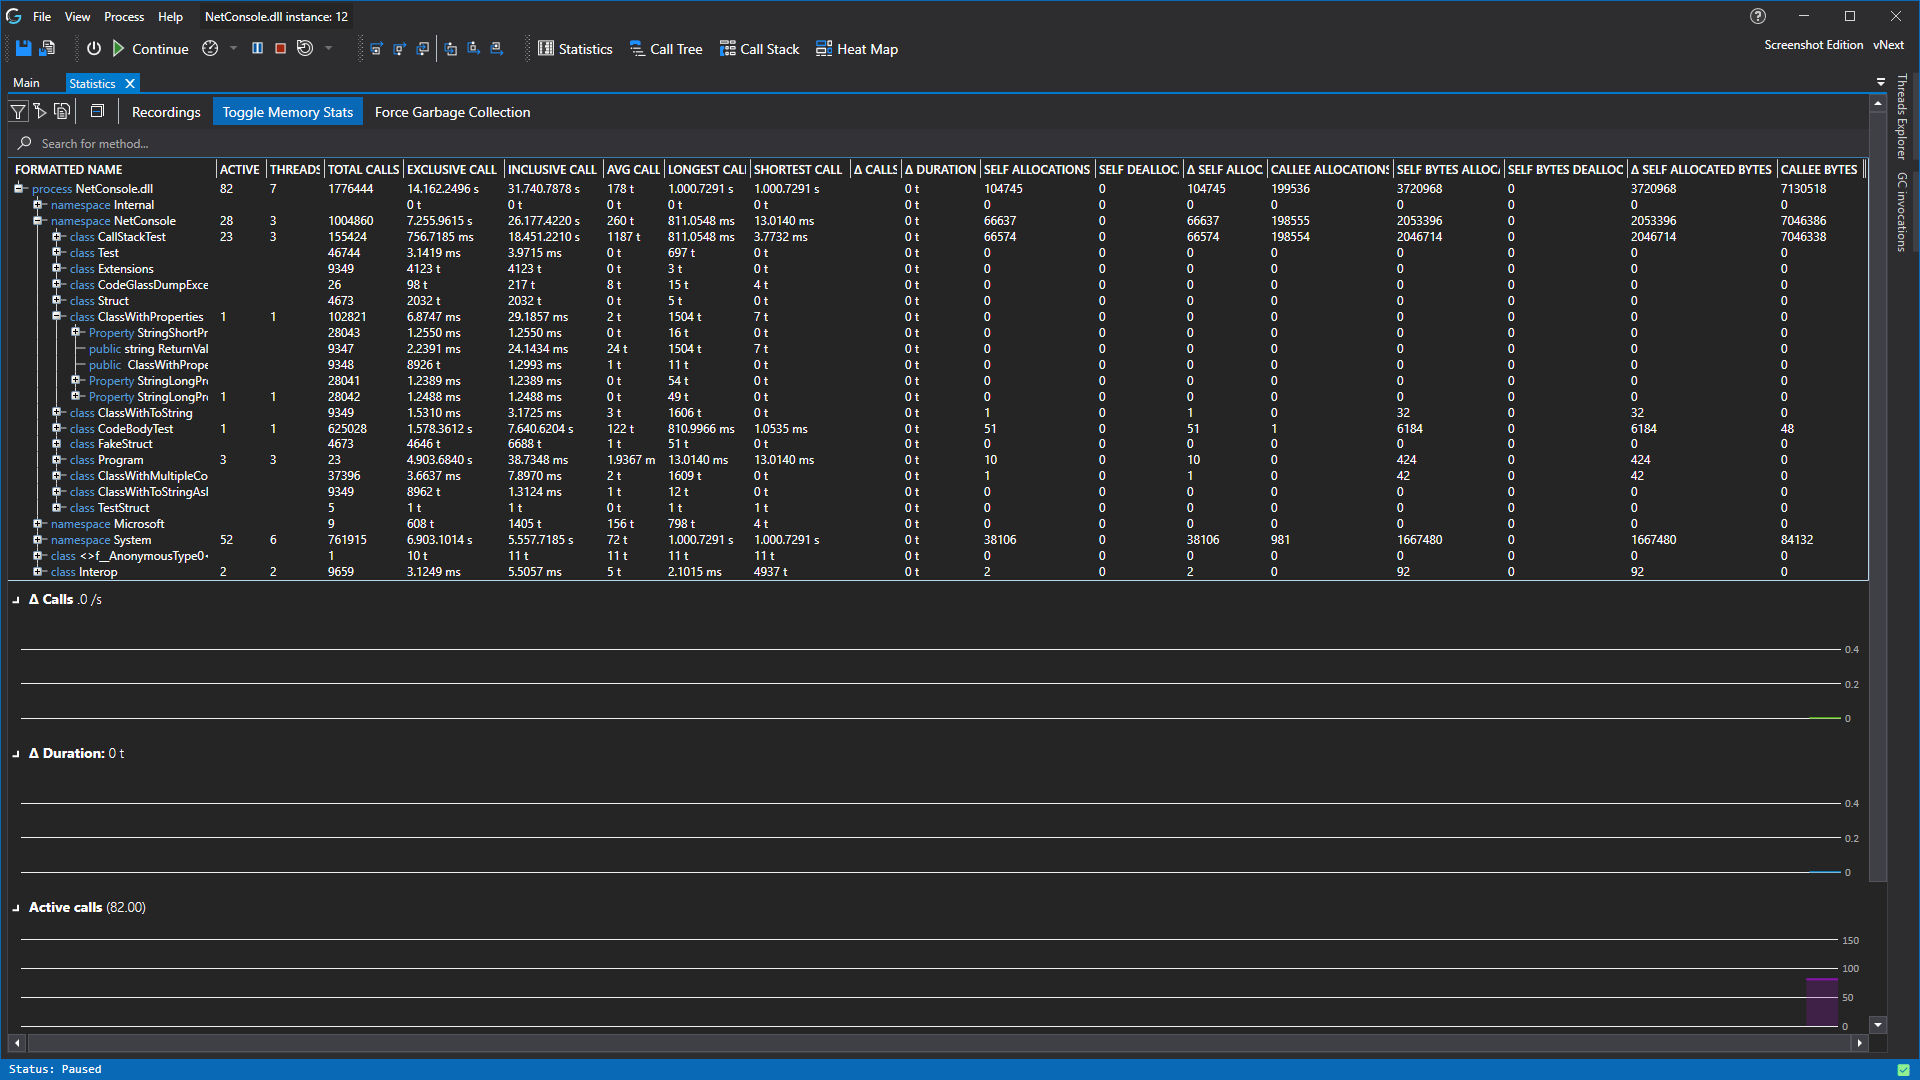 File View Process Help NetConsole.dll instance: 12
Continue Statistics Call Tree Call Stack Heat Map Screenshot Edition vNext
Main Statistics
Recordings Toggle Memory Stats Force Garbage Collection
Search for method...
FORMATTED NAME ACTIVE THREADS TOTAL CALLS EXCLUSIVE CALL INCLUSIVE CALL AVG CALL LONGEST CALL SHORTEST CALL Δ CALLS Δ DURATION SELF ALLOCATIONS SELF DEALLOC. Δ SELF ALLOC CALLEE ALLOCATIONS SELF BYTES ALLOCA SELF BYTES DEALLOC Δ SELF ALLOCATED BYTES CALLEE BYTES
process NetConsole.dll 82 7 1776444 14.162.2496 s 31.740.7878 s 178 t 1.000.7291 s 1.000.7291 s 0 t 104745 0 104745 199536 3720968 0 3720968 7130518
namespace Internal 0 t 0 t 0 t 0 t 0 t 0 t 0 0 0 0 0 0 0 0
namespace NetConsole 28 3 1004860 7.255.9615 s 26.177.4220 s 260 t 811.0548 ms 13.0140 ms 0 t 66637 0 66637 198555 2053396 0 2053396 7046386
class CallStackTest 23 3 155424 756.7185 ms 18.451.2210 s 1187 t 811.0548 ms 3.7732 ms 0 t 66574 0 66574 198554 2046714 0 2046714 7046338
class Test 46744 3.1419 ms 3.9715 ms 0 t 697 t 0 t 0 t 0 0 0 0 0 0 0 0
class Extensions 9349 4123 t 4123 t 0 t 3 t 0 t 0 t 0 0 0 0 0 0 0 0
class CodeGlassDumpExce 26 98 t 217 t 8 t 15 t 4 t 0 t 0 0 0 0 0 0 0 0
class Struct 4673 2032 t 2032 t 0 t 5 t 0 t 0 t 0 0 0 0 0 0 0 0
class ClassWithProperties 1 1 102821 6.8747 ms 29.1857 ms 2 t 1504 t 7 t 0 t 0 0 0 0 0 0 0 0
Property StringShortPr 28043 1.2550 ms 1.2550 ms 0 t 16 t 0 t 0 t 0 0 0 0 0 0 0 0
public string ReturnVal 9347 2.2391 ms 24.1434 ms 24 t 1504 t 7 t 0 t 0 0 0 0 0 0 0 0
public ClassWithPrope 9348 8926 t 1.2993 ms 1 t 11 t 0 t 0 t 0 0 0 0 0 0 0 0
Property StringLongPr 28041 1.2389 ms 1.2389 ms 0 t 54 t 0 t 0 t 0 0 0 0 0 0 0 0
Property StringLongPr 1 1 28042 1.2488 ms 1.2488 ms 0 t 49 t 0 t 0 t 0 0 0 0 0 0 0 0
class ClassWithToString 9349 1.5310 ms 3.1725 ms 3 t 1606 t 0 t 0 t 1 0 1 0 32 0 32 0
class CodeBodyTest 1 1 625028 1.578.3612 s 7.640.6204 s 122 t 810.9966 ms 1.0535 ms 0 t 51 0 51 1 6184 0 6184 48
class FakeStruct 4673 4646 t 6688 t 1 t 51 t 0 t 0 t 0 0 0 0 0 0 0 0
class Program 3 3 23 4.903.6840 s 38.7348 ms 1.9367 m 13.0140 ms 13.0140 ms 0 t 10 0 10 0 424 0 424 0
class ClassWithMultipleCo 37396 3.6637 ms 7.8970 ms 2 t 1609 t 0 t 0 t 1 0 1 0 42 0 42 0
class ClassWithToStringAsl 9349 8962 t 1.3124 ms 1 t 12 t 0 t 0 t 0 0 0 0 0 0 0 0
class TestStruct 5 1 t 1 t 0 t 1 t 1 t 0 t 0 0 0 0 0 0 0 0
namespace Microsoft 9 608 t 1405 t 156 t 798 t 4 t 0 t 0 0 0 0 0 0 0 0
namespace System 52 6 761915 6.903.1014 s 5.557.7185 s 72 t 1.000.7291 s 1.000.7291 s 0 t 38106 0 38106 981 1667480 0 1667480 84132
class <>f__AnonymousType0< 1 10 t 11 t 11 t 11 t 11 t 0 t 0 0 0 0 0 0 0 0
class Interop 2 2 9659 3.1249 ms 5.5057 ms 5 t 2.1015 ms 4937 t 0 t 2 0 2 0 92 0 92 0
Δ Calls .0 /s
0.4
0.2
0
Δ Duration: 0 t
0.4
0.2
0
Active calls (82.00)
150
100
50
0
Threads Explorer
GC invocations
Status: Paused